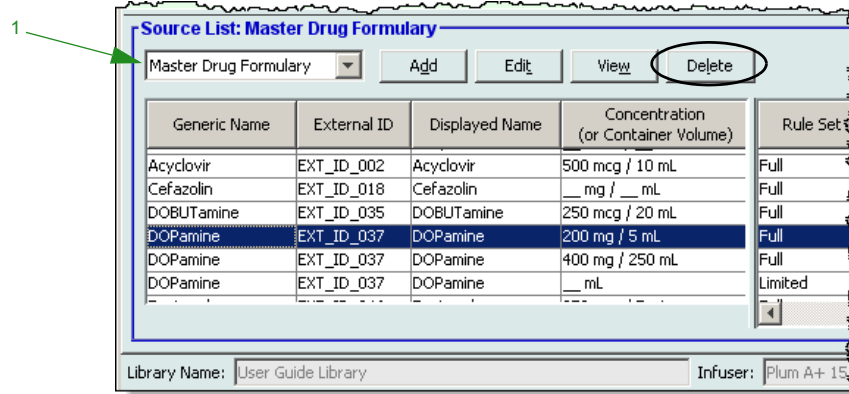 1
Source List: Master Drug Formulary
Master Drug Formulary Add Edit View Delete
Generic Name External ID Displayed Name Concentration (or Container Volume) Rule Set
Acyclovir EXT_ID_002 Acyclovir 500 mcg / 10 mL Full
Cefazolin EXT_ID_018 Cefazolin __ mg / __ mL Full
DOBUTamine EXT_ID_035 DOBUTamine 250 mcg / 20 mL Full
DOPamine EXT_ID_037 DOPamine 200 mg / 5 mL Full
DOPamine EXT_ID_037 DOPamine 400 mg / 250 mL Full
DOPamine EXT_ID_037 DOPamine __ mL Limited
Library Name: User Guide Library Infuser: Plum A+ 15